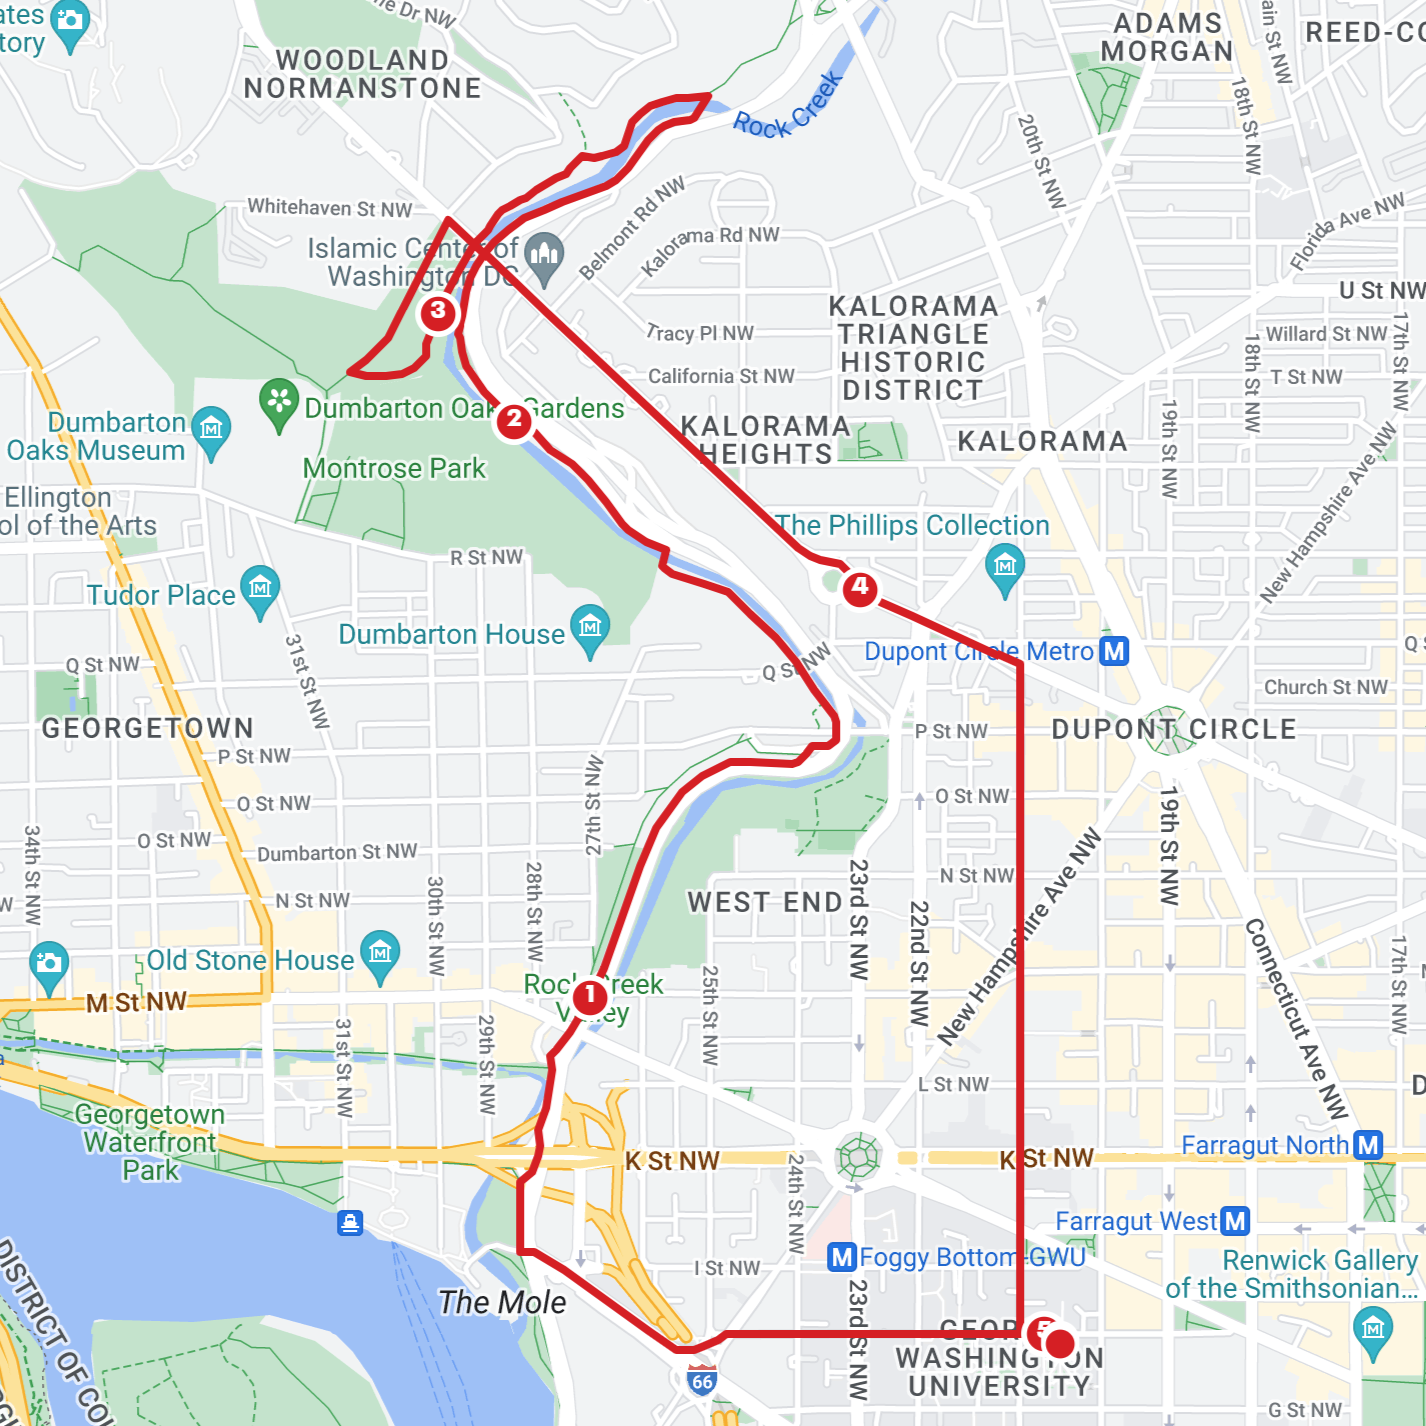 ates
tory
ne Dr NW
WOODLAND
NORMANSTONE
ADAMS
MORGAN
REED-CO
18th St NW
20th St NW
Rock Creek
Whitehaven St NW
Islamic Center of
Washington DC
Belmont Rd NW
Kalorama Rd NW
Florida Ave NW
U St NW
KALORAMA
TRIANGLE
HISTORIC
DISTRICT
Tracy Pl NW
Willard St NW
17th St NW
18th St NW
California St NW
T St NW
3
2
Dumbarton Oaks Gardens
Dumbarton
Oaks Museum
KALORAMA
HEIGHTS
KALORAMA
19th St NW
New Hampshire Ave NW
Montrose Park
Ellington
ol of the Arts
The Phillips Collection
R St NW
4
Tudor Place
Dumbarton House
31st St NW
Q St NW
Q St NW
Dupont Circle Metro
M
Q S
Church St NW
GEORGETOWN
P St NW
P St NW
DUPONT CIRCLE
27th St NW
O St NW
O St NW
O St NW
19th St NW
34th St NW
Dumbarton St NW
28th St NW
30th St NW
N St NW
N St NW
WEST END
23rd St NW
22nd St NW
New Hampshire Ave NW
Connecticut Ave NW
17th St NW
Old Stone House
M St NW
Rock Creek
Valley
1
25th St NW
31st St NW
29th St NW
L St NW
Georgetown
Waterfront
Park
K St NW
K St NW
24th St NW
Farragut North
M
Farragut West
M
M
Foggy Bottom-GWU
I St NW
Renwick Gallery
of the Smithsonian...
DISTRICT OF COL
The Mole
23rd St NW
5
GEORGE
WASHINGTON
UNIVERSITY
66
G St NW